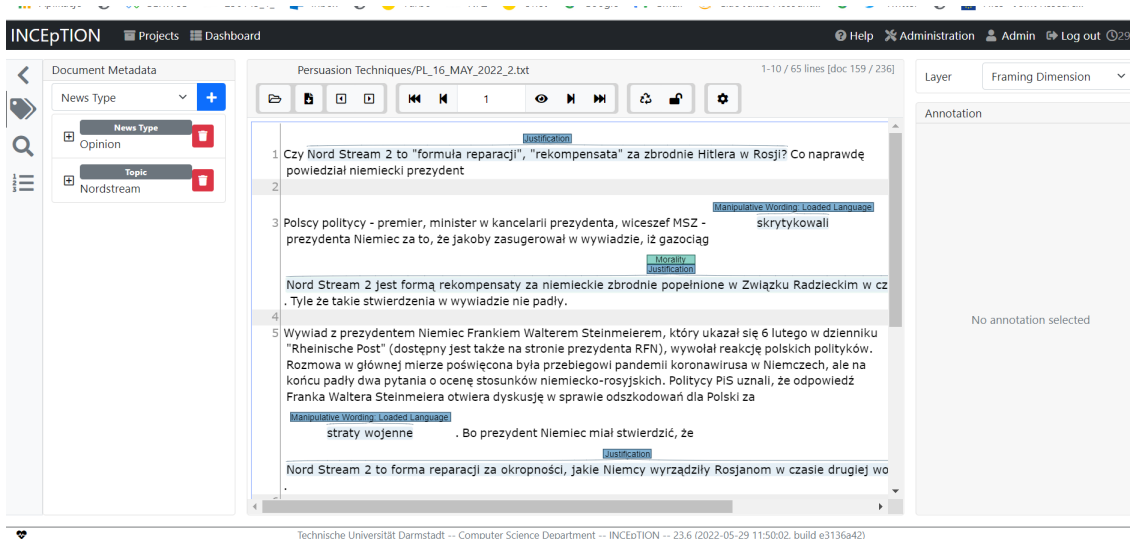 INCEpTION Projects Dashboard Help Administration Admin Log out
Document Metadata
News Type
+
News Type
Opinion
Topic
Nordstream
Persuasion Techniques/PL_16_MAY_2022_2.txt
1-10 / 65 lines [doc 159 / 236]
1
Justification
1 Czy Nord Stream 2 to "formuła reparacji", "rekompensata" za zbrodnie Hitlera w Rosji? Co naprawdę
powiedział niemiecki prezydent
2
Manipulative Wording: Loaded Language
3 Polscy politycy - premier, minister w kancelarii prezydenta, wiceszef MSZ - skrytykowali
prezydenta Niemiec za to, że jakoby zasugerował w wywiadzie, iż gazociąg
Morality
Justification
Nord Stream 2 jest formą rekompensaty za niemieckie zbrodnie popełnione w Związku Radzieckim w cz
. Tyle że takie stwierdzenia w wywiadzie nie padły.
4
5 Wywiad z prezydentem Niemiec Frankiem Walterem Steinmeierem, który ukazał się 6 lutego w dzienniku
"Rheinische Post" (dostępny jest także na stronie prezydenta RFN), wywołał reakcję polskich polityków.
Rozmowa w głównej mierze poświęcona była przebiegowi pandemii koronawirusa w Niemczech, ale na
końcu padły dwa pytania o ocenę stosunków niemiecko-rosyjskich. Politycy PiS uznali, że odpowiedź
Franka Waltera Steinmeiera otwiera dyskusję w sprawie odszkodowań dla Polski za
Manipulative Wording: Loaded Language
straty wojenne . Bo prezydent Niemiec miał stwierdzić, że
Justification
Nord Stream 2 to forma reparacji za okropności, jakie Niemcy wyrządziły Rosjanom w czasie drugiej wo
.
Layer Framing Dimension
Annotation
No annotation selected
Technische Universität Darmstadt -- Computer Science Department -- INCEpTION -- 23.6 (2022-05-29 11:50:02, build e3136a42)